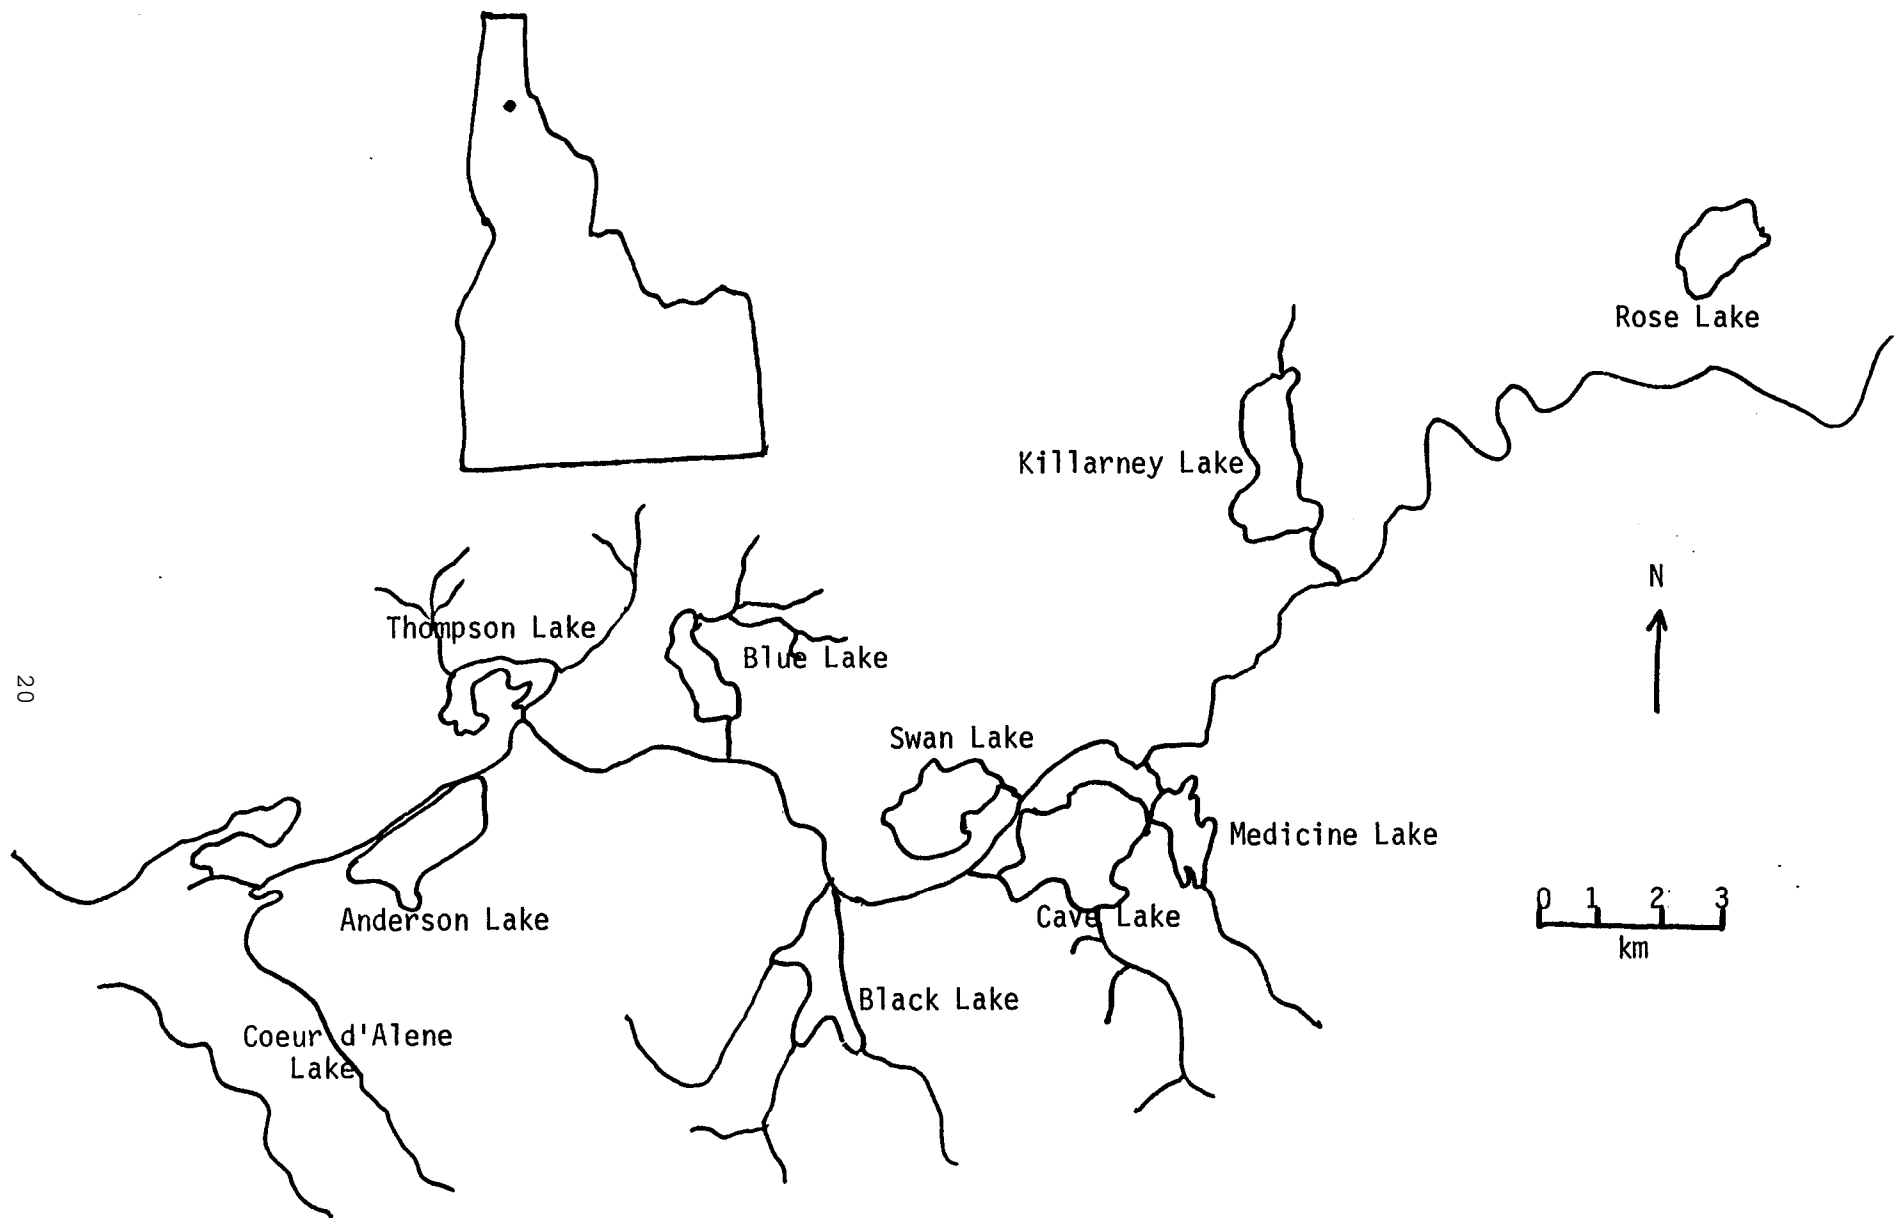 Rose Lake
Killarney Lake
N
Thompson Lake
Blue Lake
20
Swan Lake
Medicine Lake
0 1 2 3
km
Anderson Lake
Cave Lake
Black Lake
Coeur d'Alene
Lake